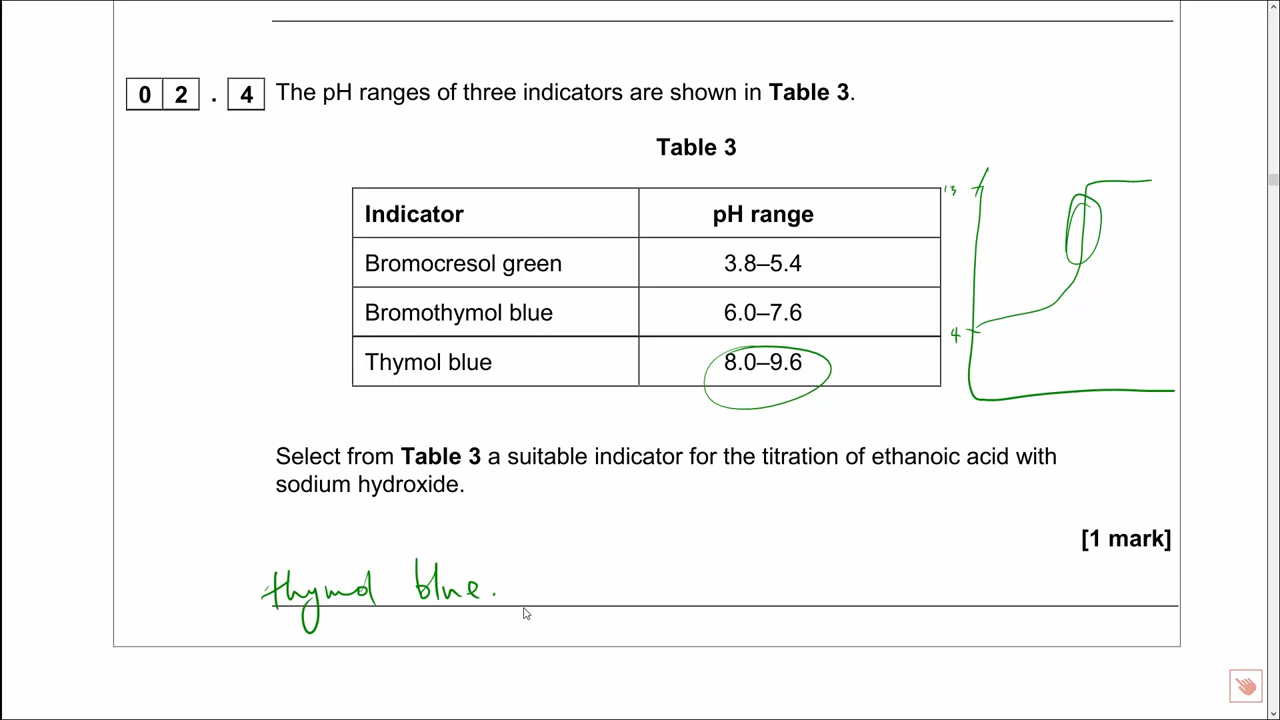 0 2 . 4 The pH ranges of three indicators are shown in Table 3.
Table 3
Indicator pH range
Bromocresol green 3.8–5.4
Bromothymol blue 6.0–7.6
Thymol blue 8.0–9.6
13
4
Select from Table 3 a suitable indicator for the titration of ethanoic acid with
sodium hydroxide.
[1 mark]
thymol blue.